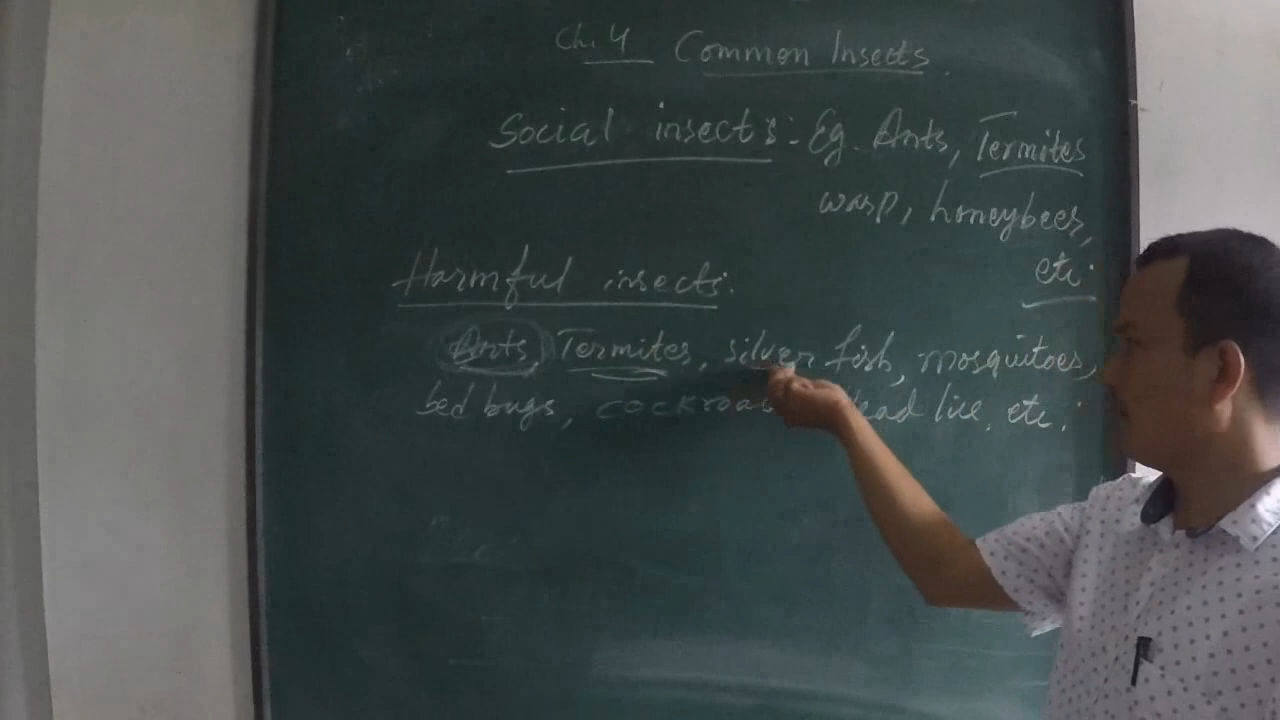 Ch. 4 Common Insects
Social insects:- Eg. Ants, Termites
wasp, honeybees,
etc.
Harmful insects.
Ants, Termites, silver fish, mosquitoes,
bed bugs, head lice, etc.